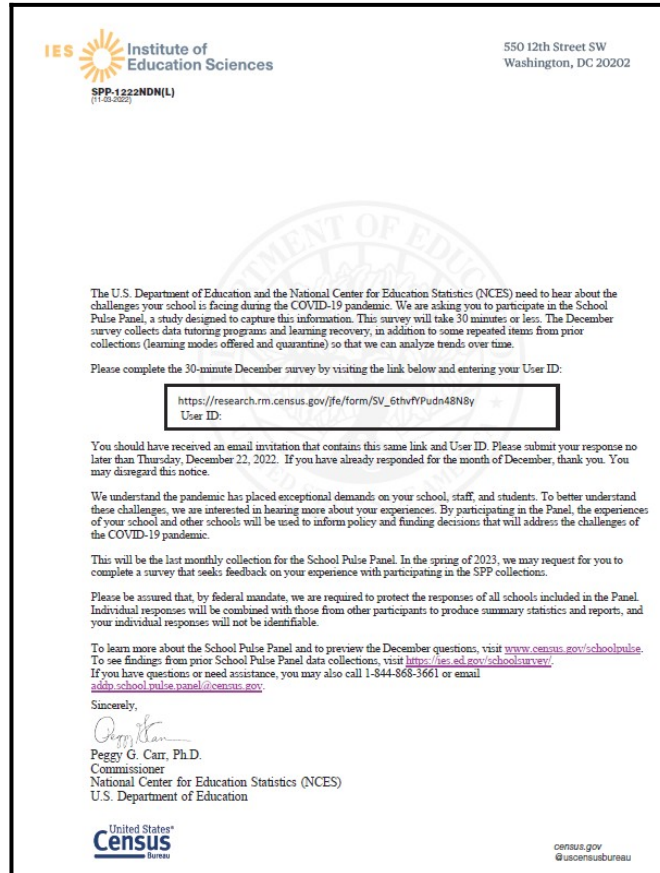 IES Institute of
Education Sciences
550 12th Street SW
Washington, DC 20202
SPP-1222NDN(L)
(11-03-2022)
The U.S. Department of Education and the National Center for Education Statistics (NCES) need to hear about the
challenges your school is facing during the COVID-19 pandemic. We are asking you to participate in the School
Pulse Panel, a study designed to capture this information. This survey will take 30 minutes or less. The December
survey collects data tutoring programs and learning recovery, in addition to some repeated items from prior
collections (learning modes offered and quarantine) so that we can analyze trends over time.
Please complete the 30-minute December survey by visiting the link below and entering your User ID:
https://research.rm.census.gov/jfe/form/SV_6thvfYPudn48N8y
User ID:
You should have received an email invitation that contains this same link and User ID. Please submit your response no
later than Thursday, December 22, 2022. If you have already responded for the month of December, thank you. You
may disregard this notice.
We understand the pandemic has placed exceptional demands on your school, staff, and students. To better understand
these challenges, we are interested in hearing more about your experiences. By participating in the Panel, the experiences
of your school and other schools will be used to inform policy and funding decisions that will address the challenges of
the COVID-19 pandemic.
This will be the last monthly collection for the School Pulse Panel. In the spring of 2023, we may request for you to
complete a survey that seeks feedback on your experience with participating in the SPP collections.
Please be assured that, by federal mandate, we are required to protect the responses of all schools included in the Panel.
Individual responses will be combined with those from other participants to produce summary statistics and reports, and
your individual responses will not be identifiable.
To learn more about the School Pulse Panel and to preview the December questions, visit www.census.gov/schoolpulse.
To see findings from prior School Pulse Panel data collections, visit https://ies.ed.gov/schoolsurvey/.
If you have questions or need assistance, you may also call 1-844-868-3661 or email
addp.school.pulse.panel@census.gov.
Sincerely,
Peggy G. Carr, Ph.D.
Commissioner
National Center for Education Statistics (NCES)
U.S. Department of Education
United States®
Census
Bureau
census.gov
@uscensusbureau